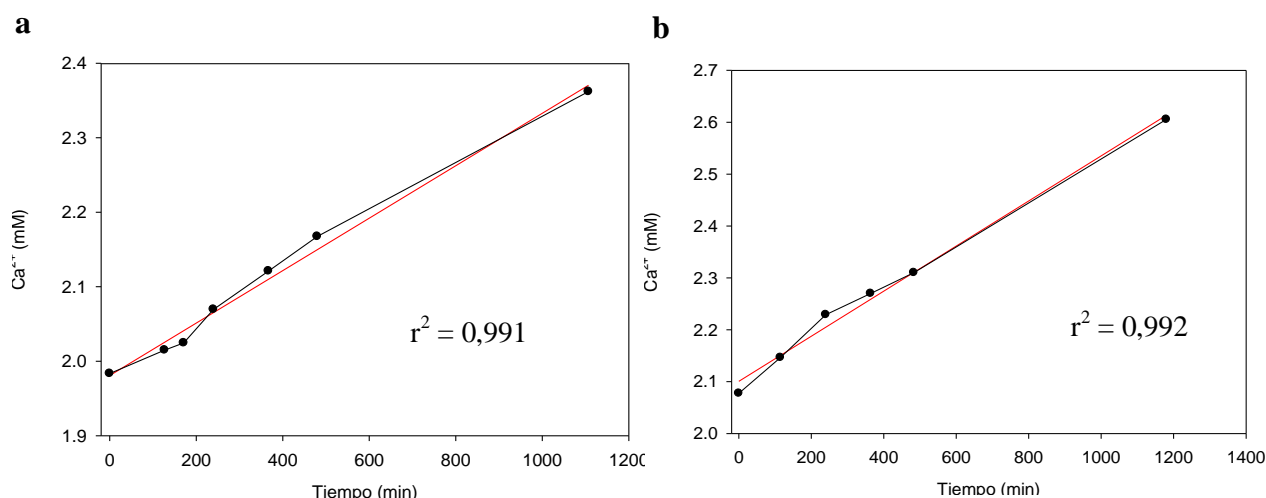 a
2.4
2.3
2.2
2.1
2.0
1.9
Ca²⁺ (mM)
r² = 0,991
0 200 400 600 800 1000 1200
Tiempo (min)
b
2.7
2.6
2.5
2.4
2.3
2.2
2.1
2.0
Ca²⁺ (mM)
r² = 0,992
0 200 400 600 800 1000 1200 1400
Tiempo (min)